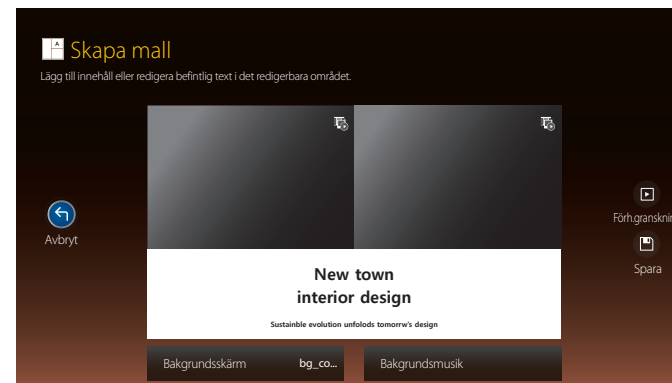 A
Skapa mall
Lägg till innehåll eller redigera befintlig text i det redigerbara området.
Avbryt
New town
interior design
Sustainble evolution unfolods tomorrw's design
Förh.gransknin
Spara
Bakgrundsskärm bg_co... Bakgrundsmusik